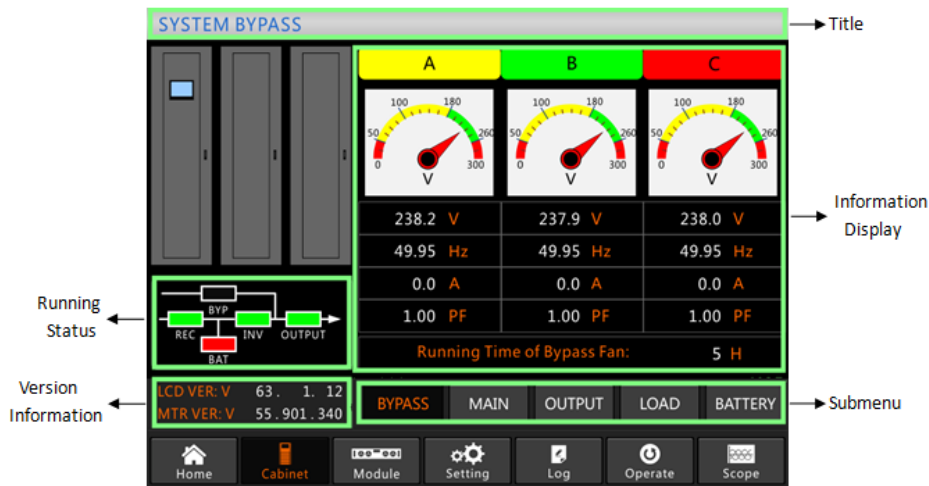 SYSTEM BYPASS
Title
A B C
100 180 100 180 100 180
50 260 50 260 50 260
0 300 0 300 0 300
V V V
238.2 V 237.9 V 238.0 V
49.95 Hz 49.95 Hz 49.95 Hz
0.0 A 0.0 A 0.0 A
1.00 PF 1.00 PF 1.00 PF
Running Time of Bypass Fan: 5 H
Information
Display
Running
Status
BYP
REC INV OUTPUT
BAT
Version
Information
LCD VER: V 63. 1. 12
MTR VER: V 55.901.340
BYPASS MAIN OUTPUT LOAD BATTERY
Submenu
Home Cabinet Module Setting Log Operate Scope